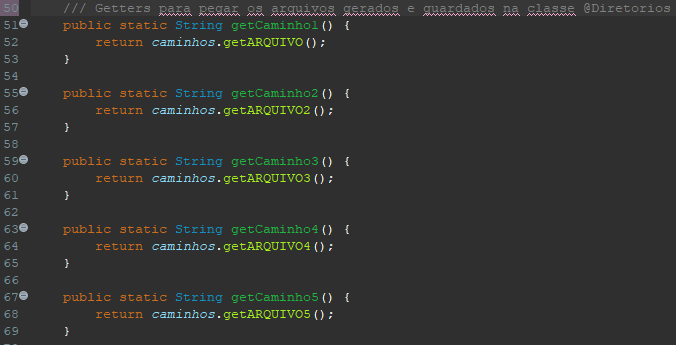 50 /// Getters para pegar os arquivos gerados e guardados na classe @Diretorios
51 public static String getCaminho1() {
52 return caminhos.getARQUIVO();
53 }
54
55 public static String getCaminho2() {
56 return caminhos.getARQUIVO2();
57 }
58
59 public static String getCaminho3() {
60 return caminhos.getARQUIVO3();
61 }
62
63 public static String getCaminho4() {
64 return caminhos.getARQUIVO4();
65 }
66
67 public static String getCaminho5() {
68 return caminhos.getARQUIVO5();
69 }